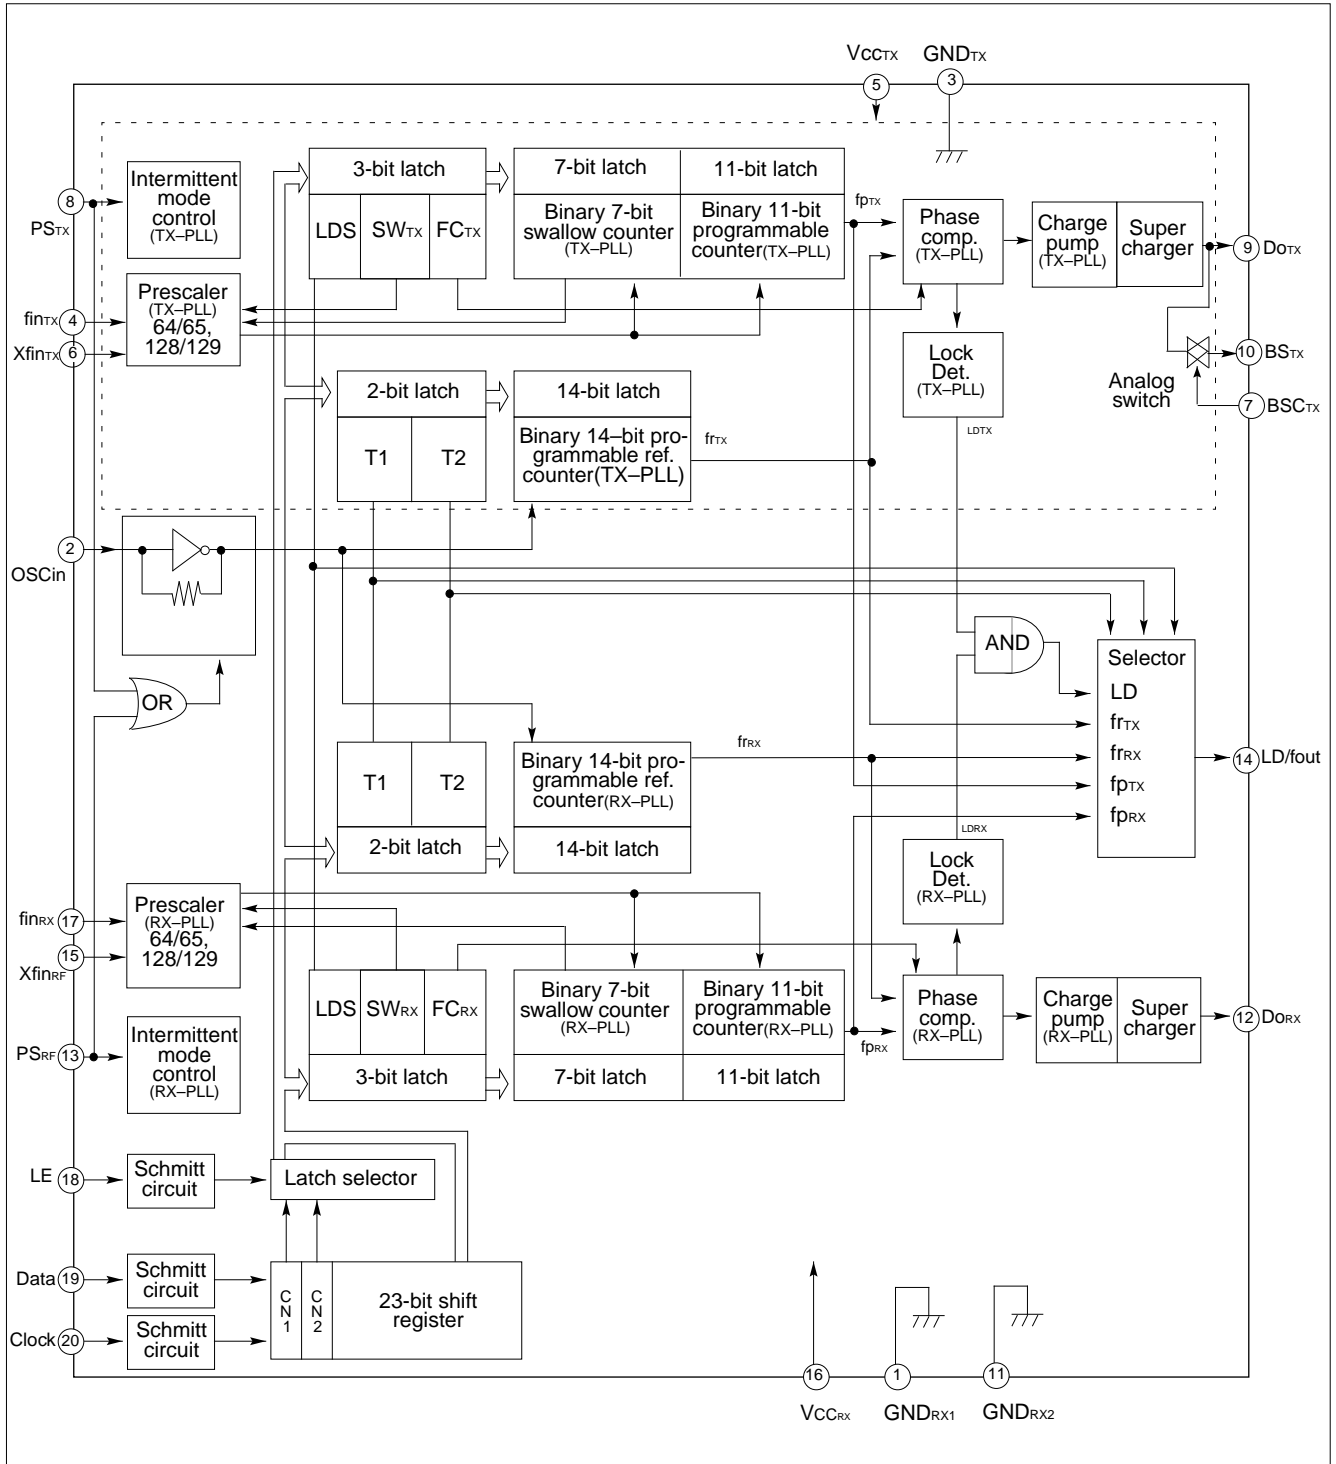 VccTX
GNDTX
5
3
Intermittent
mode
control
(TX–PLL)
8
PSTX
3-bit latch
LDS
SWTX
FCTX
7-bit latch
11-bit latch
Binary 7-bit
swallow counter
(TX–PLL)
Binary 11-bit
programmable
counter(TX–PLL)
fpTX
Phase
comp.
(TX–PLL)
Charge
pump
(TX–PLL)
Super
charger
9
DoTX
Prescaler
(TX–PLL)
64/65,
128/129
finTX
4
XfinTX
6
Lock
Det.
(TX–PLL)
LDTX
10
BSTX
Analog
switch
7
BSCTX
2-bit latch
T1
T2
14-bit latch
Binary 14–bit pro-
grammable ref.
counter(TX–PLL)
frTX
2
OSCin
OR
AND
Selector
LD
frTX
frRX
fpTX
fpRX
14
LD/fout
T1
T2
2-bit latch
Binary 14-bit pro-
grammable ref.
counter(RX–PLL)
14-bit latch
frRX
LDRX
Lock
Det.
(RX–PLL)
finRX
17
15
XfinRF
Prescaler
(RX–PLL)
64/65,
128/129
LDS
SWRX
FCRX
3-bit latch
Binary 7-bit
swallow counter
(RX–PLL)
Binary 11-bit
programmable
counter(RX–PLL)
7-bit latch
11-bit latch
fpRX
Phase
comp.
(RX–PLL)
Charge
pump
(RX–PLL)
Super
charger
12
DoRX
PSRF
13
Intermittent
mode
control
(RX–PLL)
LE
18
Schmitt
circuit
Latch selector
Data
19
Schmitt
circuit
CN1
CN2
23-bit shift
register
Clock
20
Schmitt
circuit
16
1
11
VCCRX
GNDRX1
GNDRX2